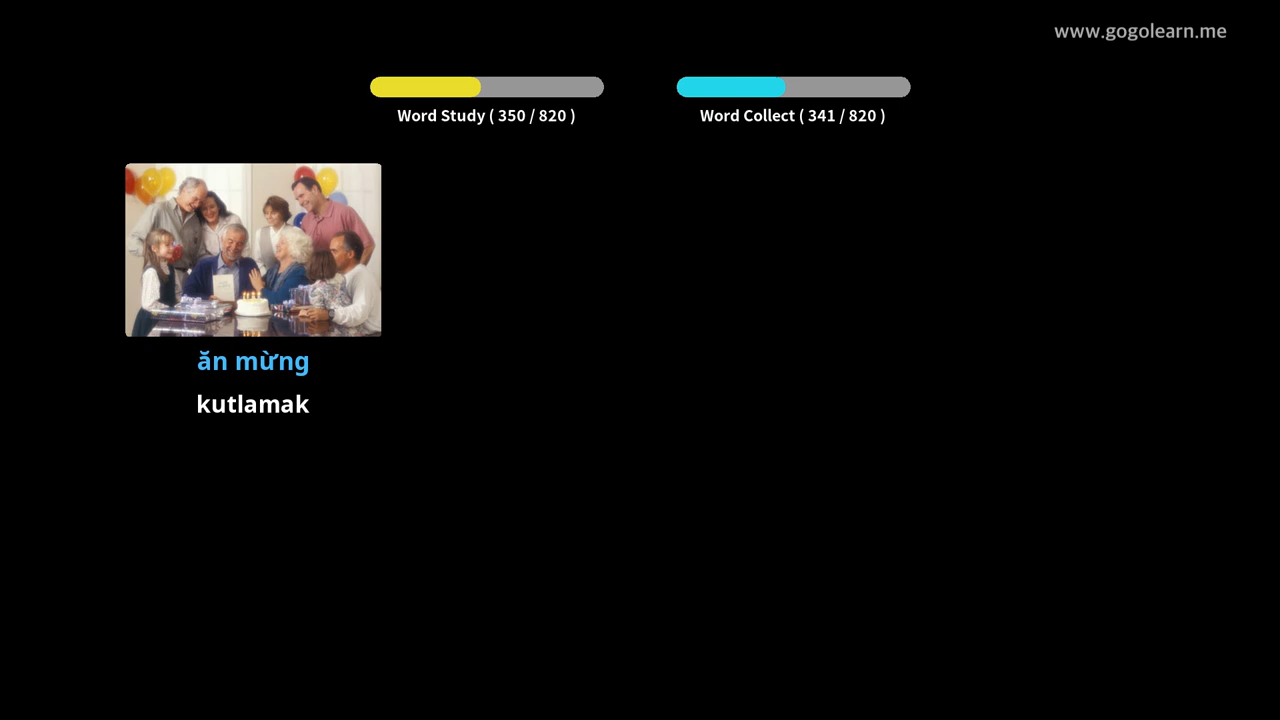 www.gogolearn.me
Word Study ( 350 / 820 )
Word Collect ( 341 / 820 )
ăn mừng
kutlamak